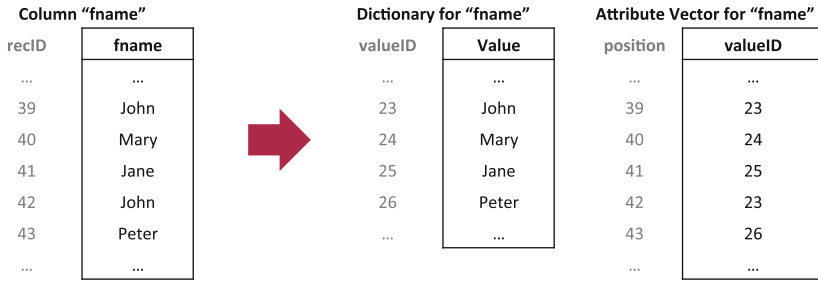 Column “fname” Dictionary for “fname” Attribute Vector for “fname”
recID fname valueID Value position valueID
... ... ... ... ... ...
39 John 23 John 39 23
40 Mary 24 Mary 40 24
41 Jane 25 Jane 41 25
42 John 26 Peter 42 23
43 Peter ... ... 43 26
... ... ... ...